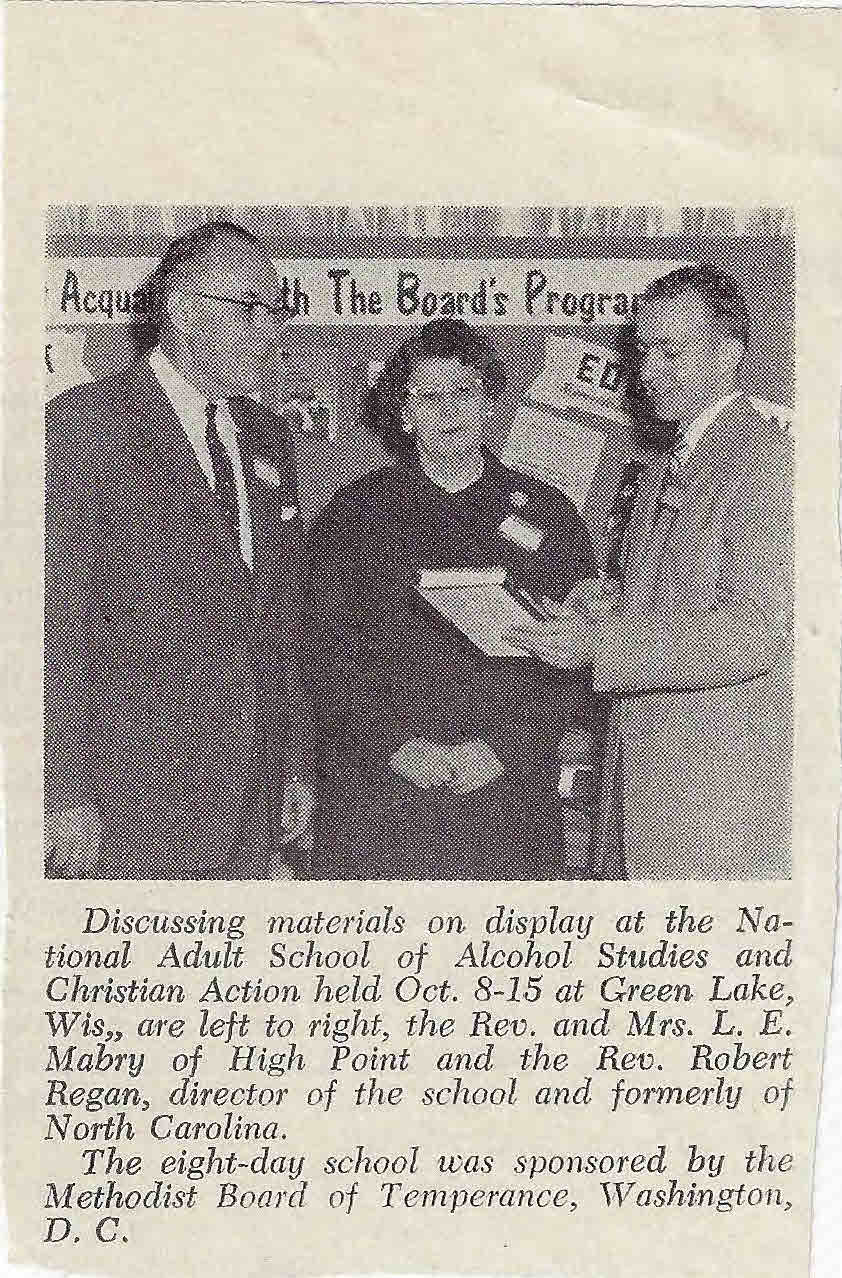 Acqua th The Board's Progra
ED
Discussing materials on display at the Na-
tional Adult School of Alcohol Studies and
Christian Action held Oct. 8-15 at Green Lake,
Wis,, are left to right, the Rev. and Mrs. L. E.
Mabry of High Point and the Rev. Robert
Regan, director of the school and formerly of
North Carolina.
The eight-day school was sponsored by the
Methodist Board of Temperance, Washington,
D. C.